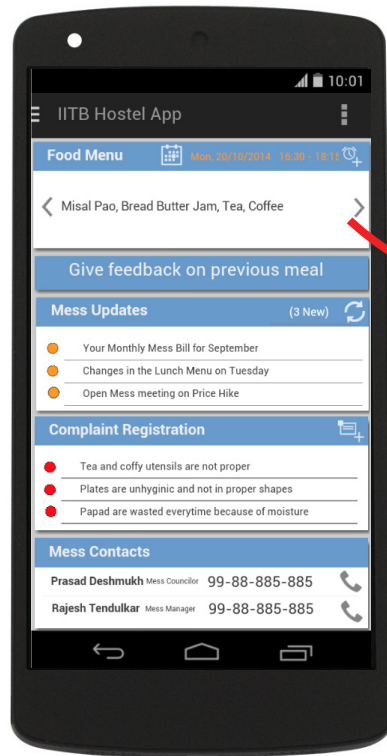 10:01
IITB Hostel App
Food Menu Mon, 20/10/2014 16:30 - 18:15
Misal Pao, Bread Butter Jam, Tea, Coffee
Give feedback on previous meal
Mess Updates (3 New)
Your Monthly Mess Bill for September
Changes in the Lunch Menu on Tuesday
Open Mess meeting on Price Hike
Complaint Registration
Tea and coffy utensils are not proper
Plates are unhyginic and not in proper shapes
Papad are wasted everytime because of moisture
Mess Contacts
Prasad Deshmukh Mess Councilor 99-88-885-885
Rajesh Tendulkar Mess Manager 99-88-885-885